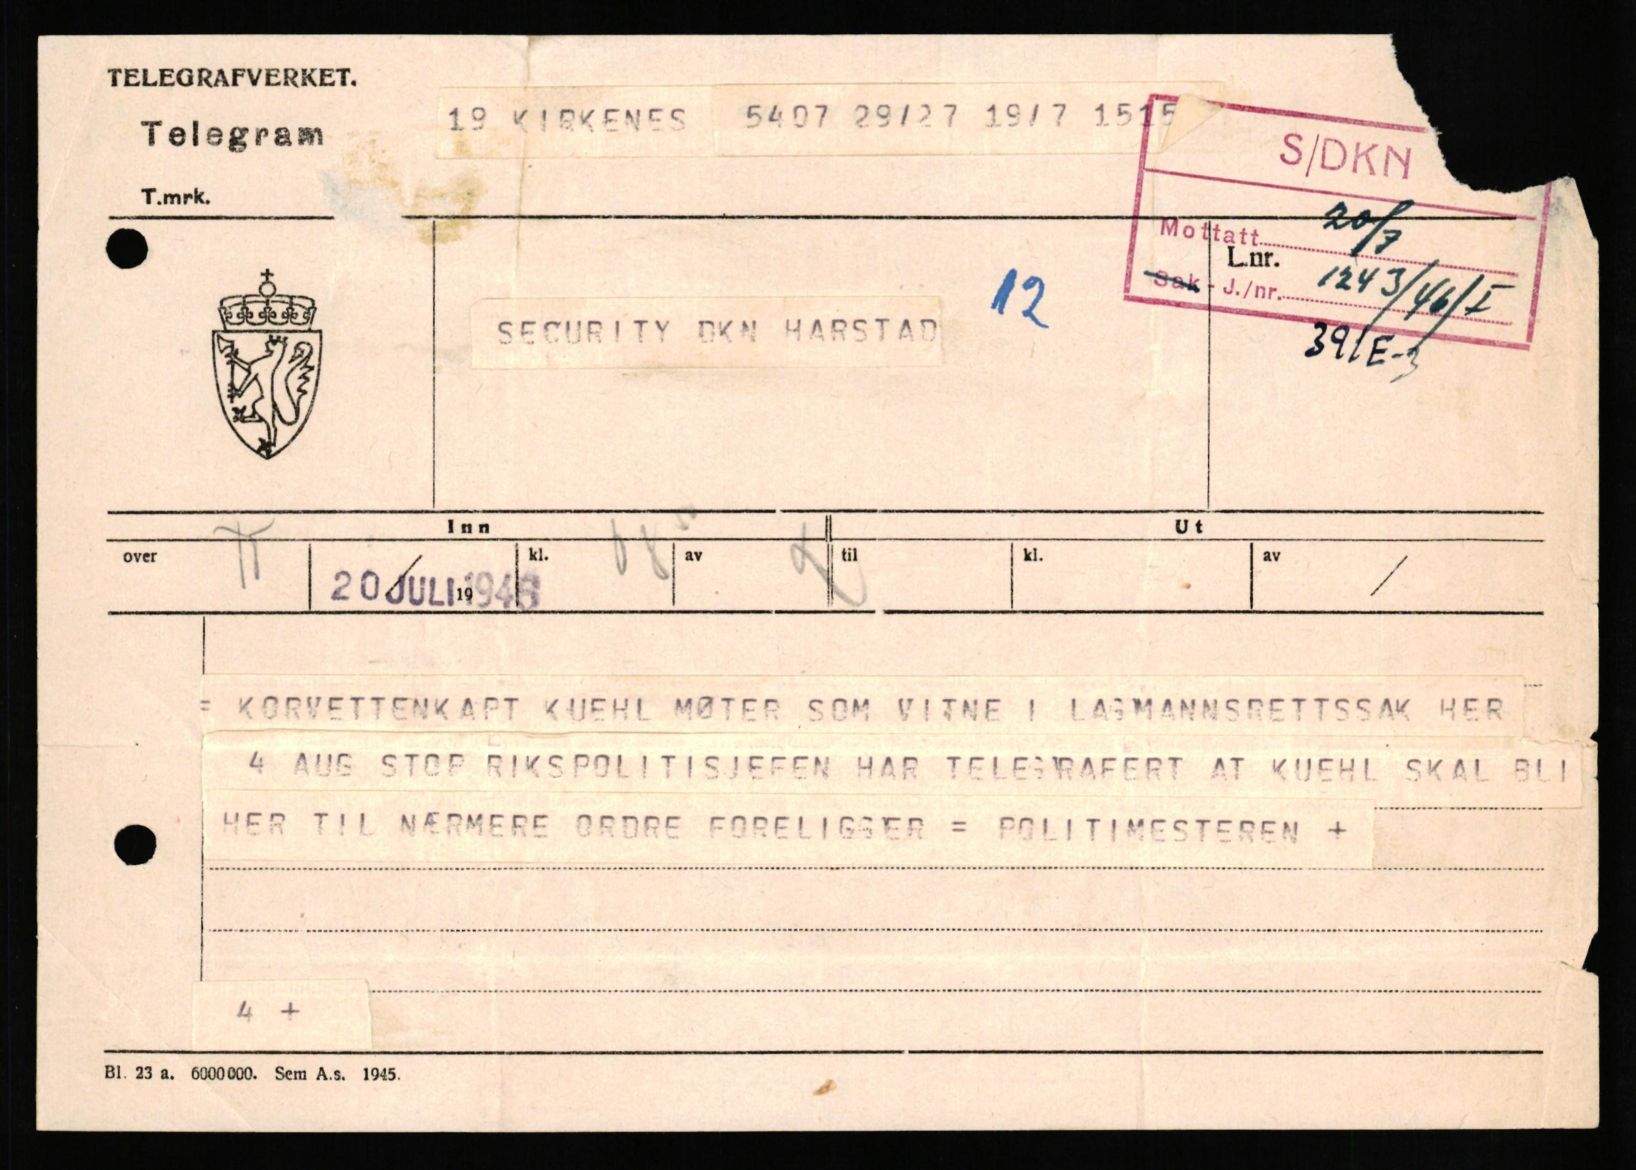 TELEGRAFVERKET.
Telegram
T.mrk.
19 KIRKENES 5407 29/27 19/7 1515
S/DKN
Mottatt 20/7
Sak - J./nr. 1243/46/I
L.nr.
391E-3
12
SECURITY DKN HARSTAD
Inn
Ut
over
20 JULI 1946
19
kl.
av
til
kl.
av
= KORVETTENKAPT KUEHL MØTER SOM VITNE I LAGMANNSRETTSSAK HER
4 AUG STOP RIKSPOLITISJEFEN HAR TELEGRAFERT AT KUEHL SKAL BLI
HER TIL NÆRMERE ORDRE FORELIGGER = POLITIMESTEREN +
4 +
Bl. 23 a. 6000000. Sem A.s. 1945.